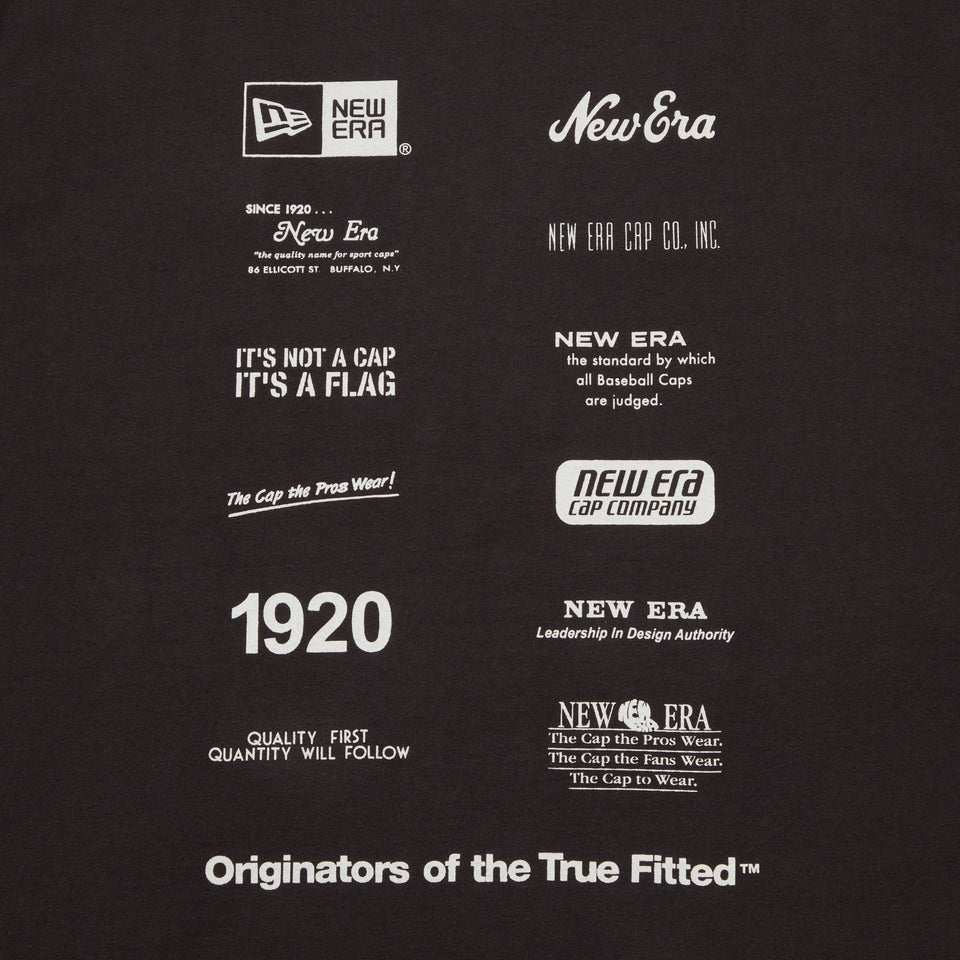 NEW
ERA
®
New Era
SINCE 1920...
New Era
"the quality name for sport caps"
86 ELLICOTT ST. BUFFALO, N.Y
NEW ERA CAP CO., INC.
IT'S NOT A CAP
IT'S A FLAG
NEW ERA
the standard by which
all Baseball Caps
are judged.
The Cap the Pros Wear!
new era
cap company
1920
NEW ERA
Leadership In Design Authority
QUALITY FIRST
QUANTITY WILL FOLLOW
NEW ERA
The Cap the Pros Wear.
The Cap the Fans Wear.
The Cap to Wear.
Originators of the True Fitted™